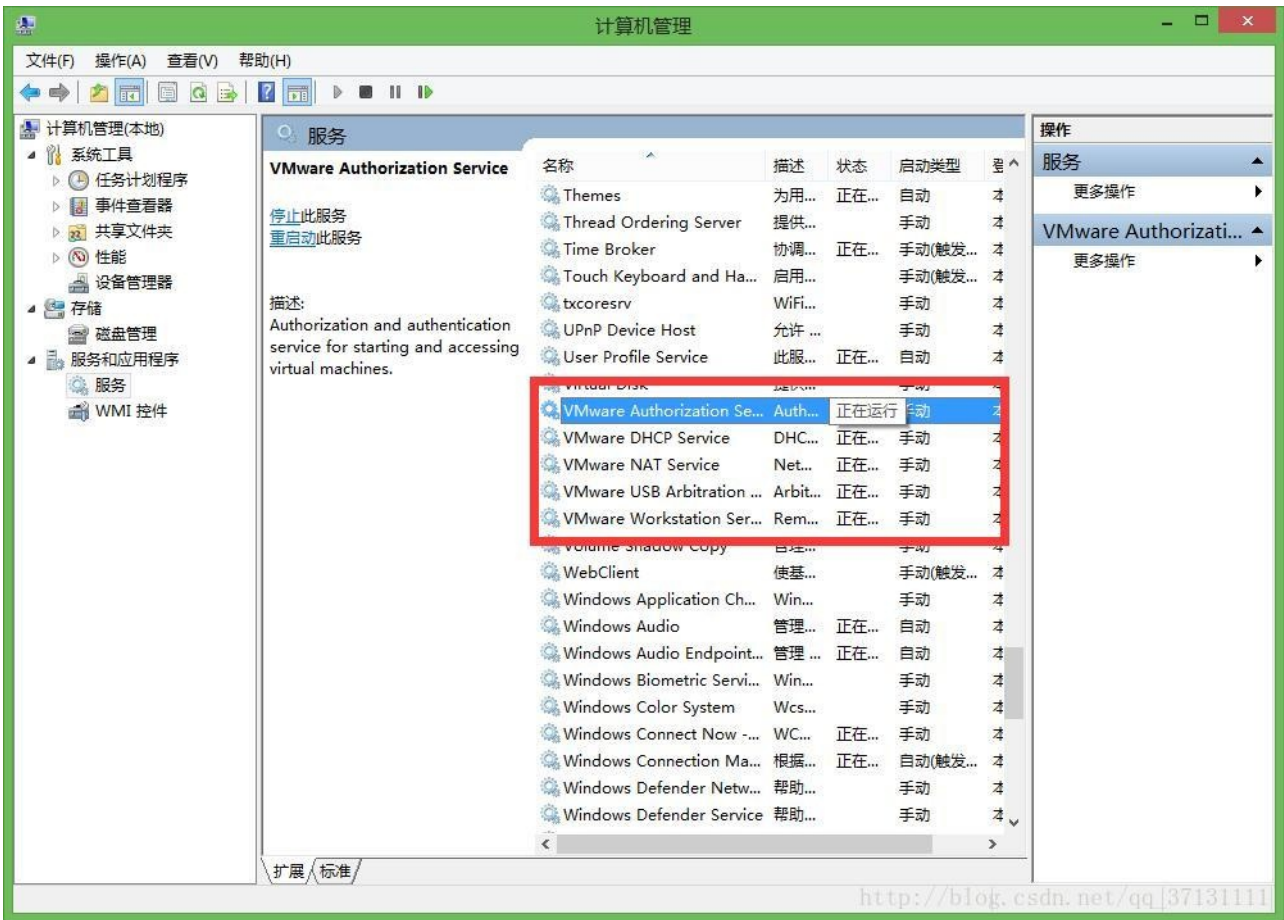 计算机管理
文件(F) 操作(A) 查看(V) 帮助(H)
计算机管理(本地)
系统工具
任务计划程序
事件查看器
共享文件夹
性能
设备管理器
存储
磁盘管理
服务和应用程序
服务
WMI 控件
服务
VMware Authorization Service
停止此服务
重启动此服务
描述:
Authorization and authentication
service for starting and accessing
virtual machines.
名称 描述 状态 启动类型
Themes 为用... 正在... 自动
Thread Ordering Server 提供... 手动
Time Broker 协调... 正在... 手动(触发...
Touch Keyboard and Ha... 启用... 手动(触发...
txcoresrv WiFi... 手动
UPnP Device Host 允许 ... 手动
User Profile Service 此服... 正在... 自动
Virtual Disk 提供... 手动
VMware Authorization Se... Auth... 正在运行 手动
VMware DHCP Service DHC... 正在... 手动
VMware NAT Service Net... 正在... 手动
VMware USB Arbitration ... Arbit... 正在... 手动
VMware Workstation Ser... Rem... 正在... 手动
Volume Shadow Copy 管理... 手动
WebClient 使基... 手动(触发...
Windows Application Ch... Win... 手动
Windows Audio 管理... 正在... 自动
Windows Audio Endpoint... 管理 ... 正在... 自动
Windows Biometric Servi... Win... 手动
Windows Color System Wcs... 手动
Windows Connect Now -... WC... 正在... 手动
Windows Connection Ma... 根据... 正在... 自动(触发...
Windows Defender Netw... 帮助... 手动
Windows Defender Service 帮助... 手动
扩展 标准
操作
服务
更多操作
VMware Authorizati...
更多操作
http://blog.csdn.net/qq_37131111